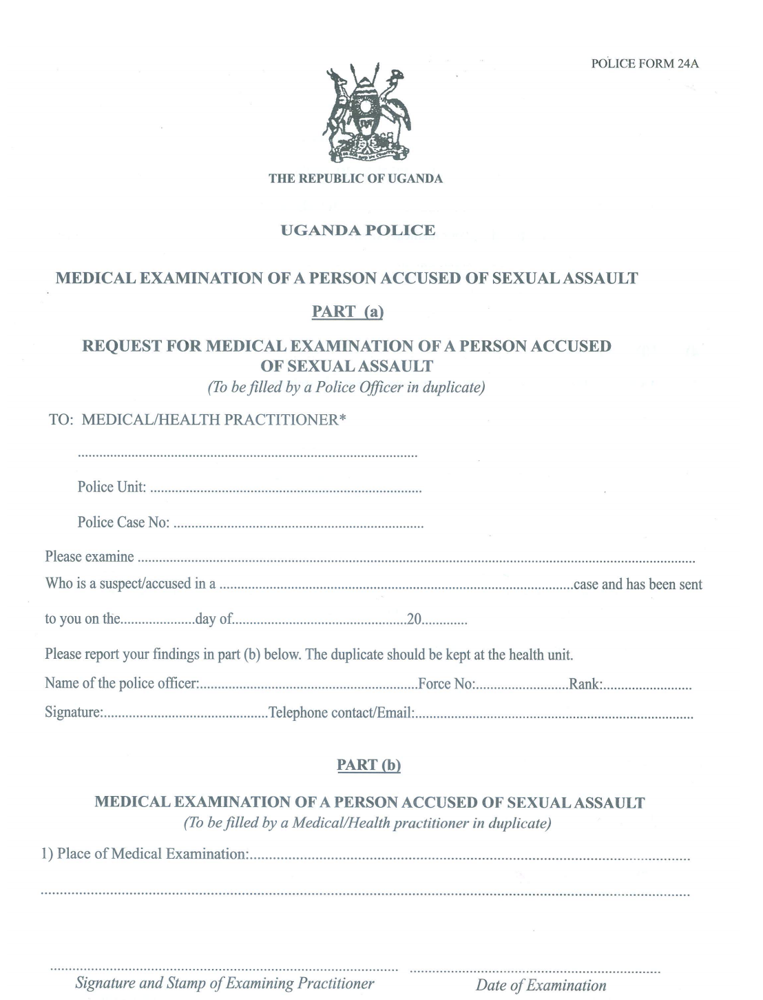 POLICE FORM 24A
THE REPUBLIC OF UGANDA
UGANDA POLICE
MEDICAL EXAMINATION OF A PERSON ACCUSED OF SEXUAL ASSAULT
PART (a)
REQUEST FOR MEDICAL EXAMINATION OF A PERSON ACCUSED
OF SEXUAL ASSAULT
(To be filled by a Police Officer in duplicate)
TO: MEDICAL/HEALTH PRACTITIONER*
Police Unit: ....................
Police Case No: ....................
Please examine ....................
Who is a suspect/accused in a ....................case and has been sent
to you on the....................day of....................20.............
Please report your findings in part (b) below. The duplicate should be kept at the health unit.
Name of the police officer:....................Force No:....................Rank:....................
Signature:....................Telephone contact/Email:....................
PART (b)
MEDICAL EXAMINATION OF A PERSON ACCUSED OF SEXUAL ASSAULT
(To be filled by a Medical/Health practitioner in duplicate)
1) Place of Medical Examination:....................
Signature and Stamp of Examining Practitioner Date of Examination